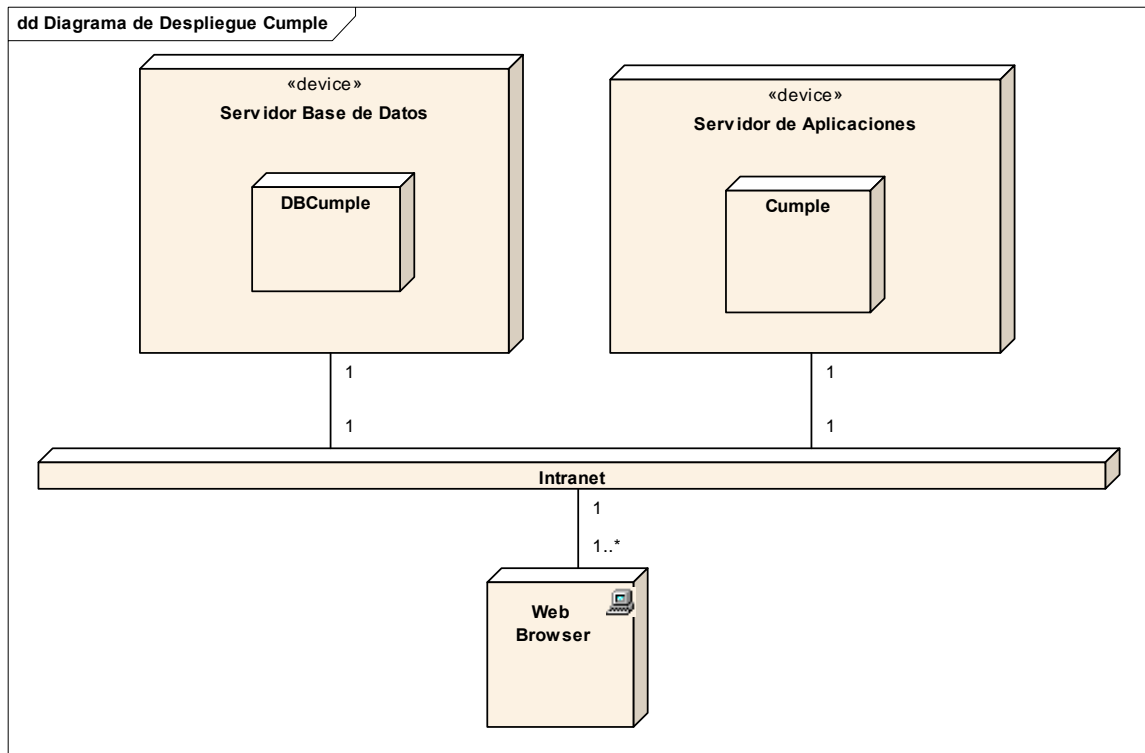 dd Diagrama de Despliegue Cumple
«device»
Servidor Base de Datos
DBCumple
«device»
Servidor de Aplicaciones
Cumple
1
1
1
1
Intranet
1
1..*
Web
Browser